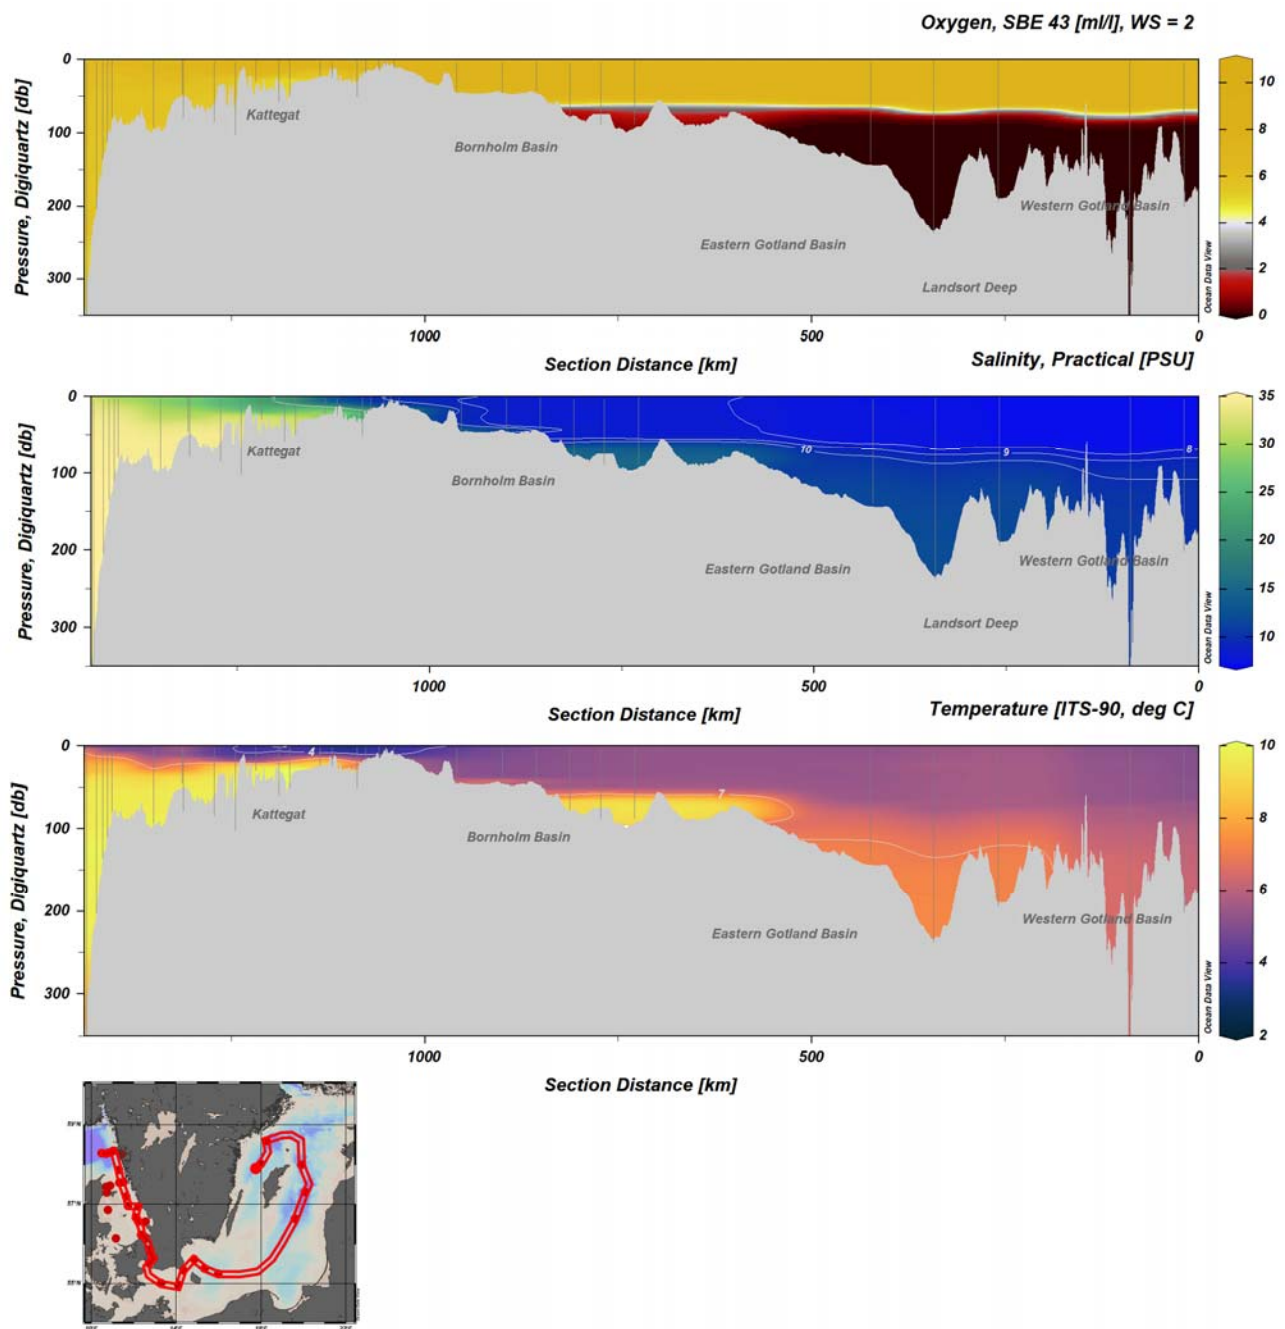 Oxygen, SBE 43 [ml/l], WS = 2
Pressure, Digiquartz [db]
0
100
200
300
Kattegat
Bornholm Basin
Eastern Gotland Basin
Western Gotland Basin
Landsort Deep
Ocean Data View
10
8
6
4
2
0
1000
500
0
Section Distance [km]
Salinity, Practical [PSU]
Pressure, Digiquartz [db]
0
100
200
300
Kattegat
Bornholm Basin
Eastern Gotland Basin
Western Gotland Basin
Landsort Deep
10
9
8
Ocean Data View
35
30
25
20
15
10
1000
500
0
Section Distance [km]
Temperature [ITS-90, deg C]
Pressure, Digiquartz [db]
0
100
200
300
4
7
Kattegat
Bornholm Basin
Eastern Gotland Basin
Western Gotland Basin
Ocean Data View
10
8
6
4
2
1000
500
0
Section Distance [km]